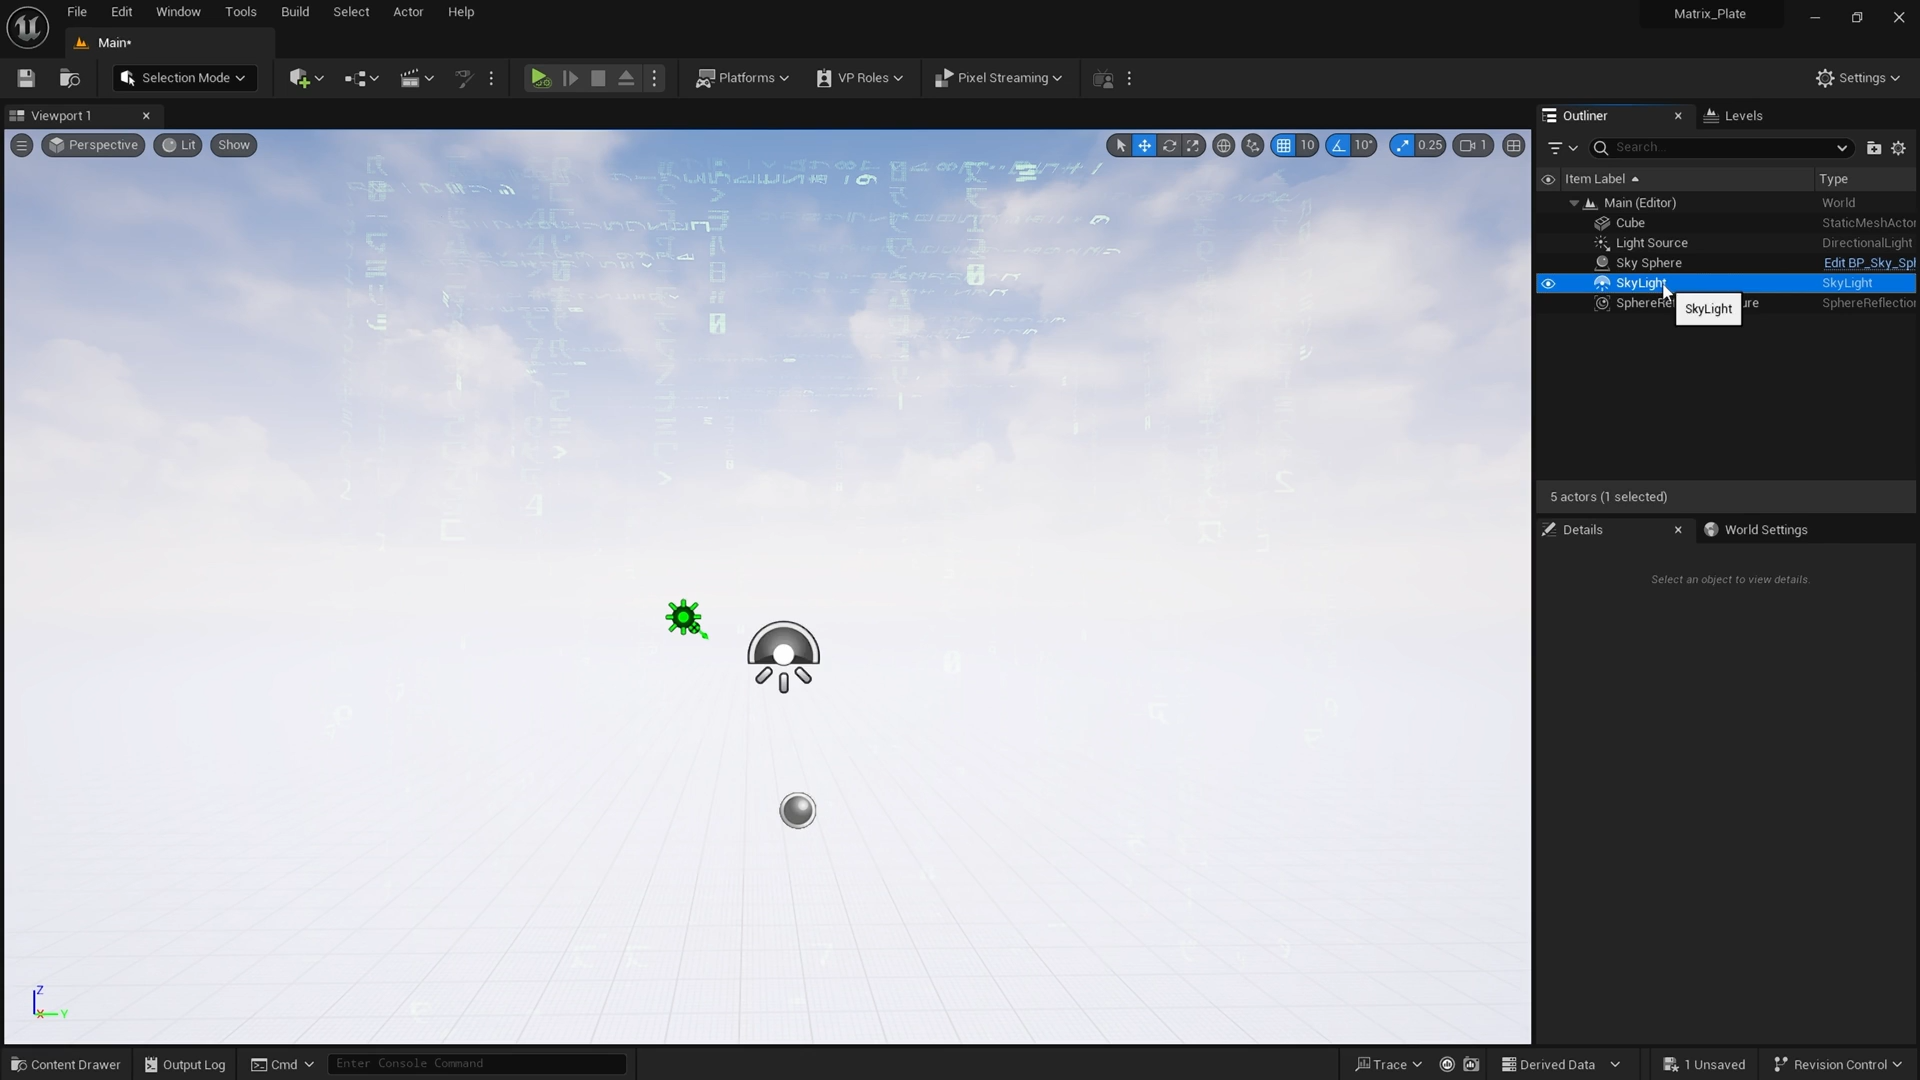 File Edit Window Tools Build Select Actor Help
Matrix_Plate
Main*
Selection Mode
Platforms
VP Roles
Pixel Streaming
Settings
Viewport 1
Outliner
Levels
Perspective
Lit
Show
10
10°
0.25
1
Search...
Item Label
Type
Main (Editor)
World
Cube
StaticMeshActor
Light Source
DirectionalLight
Sky Sphere
Edit BP_Sky_Sph
SkyLight
SkyLight
SphereRe
ure
SphereReflection
SkyLight
5 actors (1 selected)
Details
World Settings
Select an object to view details.
Z
Y
Content Drawer
Output Log
Cmd
Enter Console Command
Trace
Derived Data
1 Unsaved
Revision Control